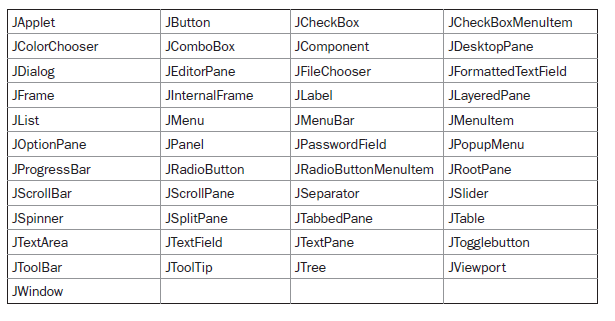 JApplet JButton JCheckBox JCheckBoxMenuItem
JColorChooser JComboBox JComponent JDesktopPane
JDialog JEditorPane JFileChooser JFormattedTextField
JFrame JInternalFrame JLabel JLayeredPane
JList JMenu JMenuBar JMenuItem
JOptionPane JPanel JPasswordField JPopupMenu
JProgressBar JRadioButton JRadioButtonMenuItem JRootPane
JScrollBar JScrollPane JSeparator JSlider
JSpinner JSplitPane JTabbedPane JTable
JTextArea JTextField JTextPane JTogglebutton
JToolBar JToolTip JTree JViewport
JWindow